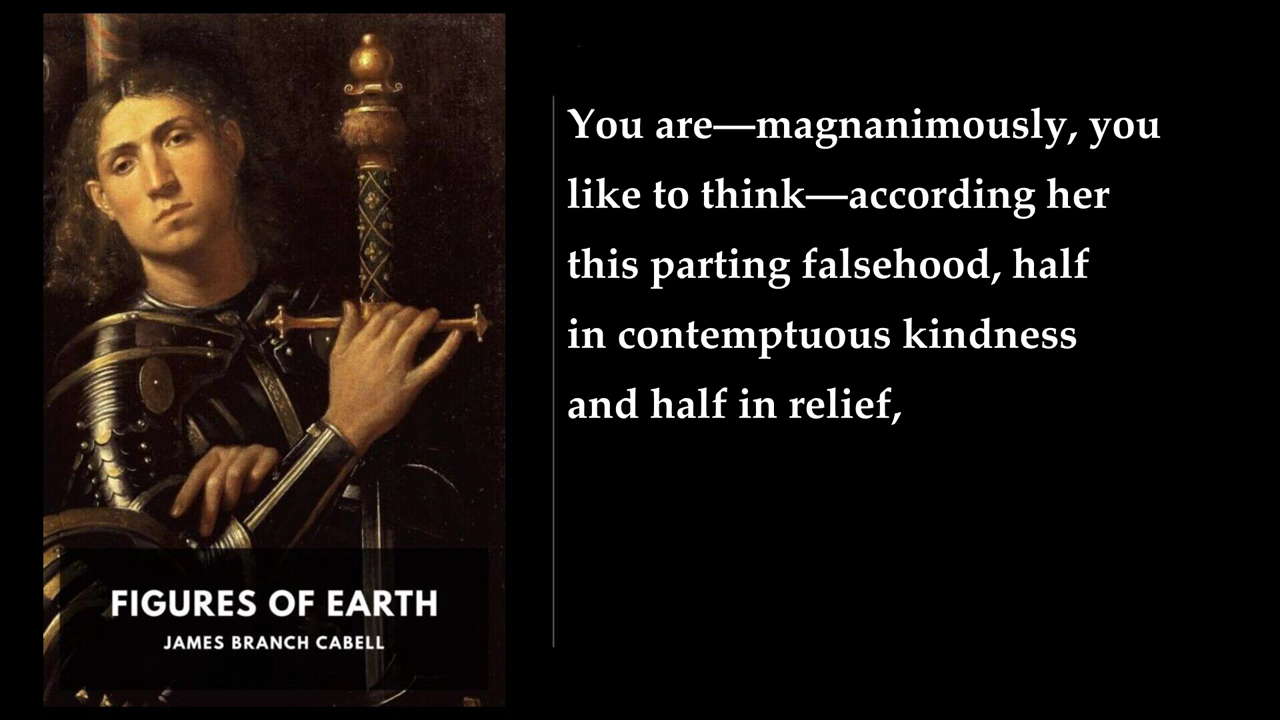 You are—magnanimously, you
like to think—according her
this parting falsehood, half
in contemptuous kindness
and half in relief,
FIGURES OF EARTH
JAMES BRANCH CABELL